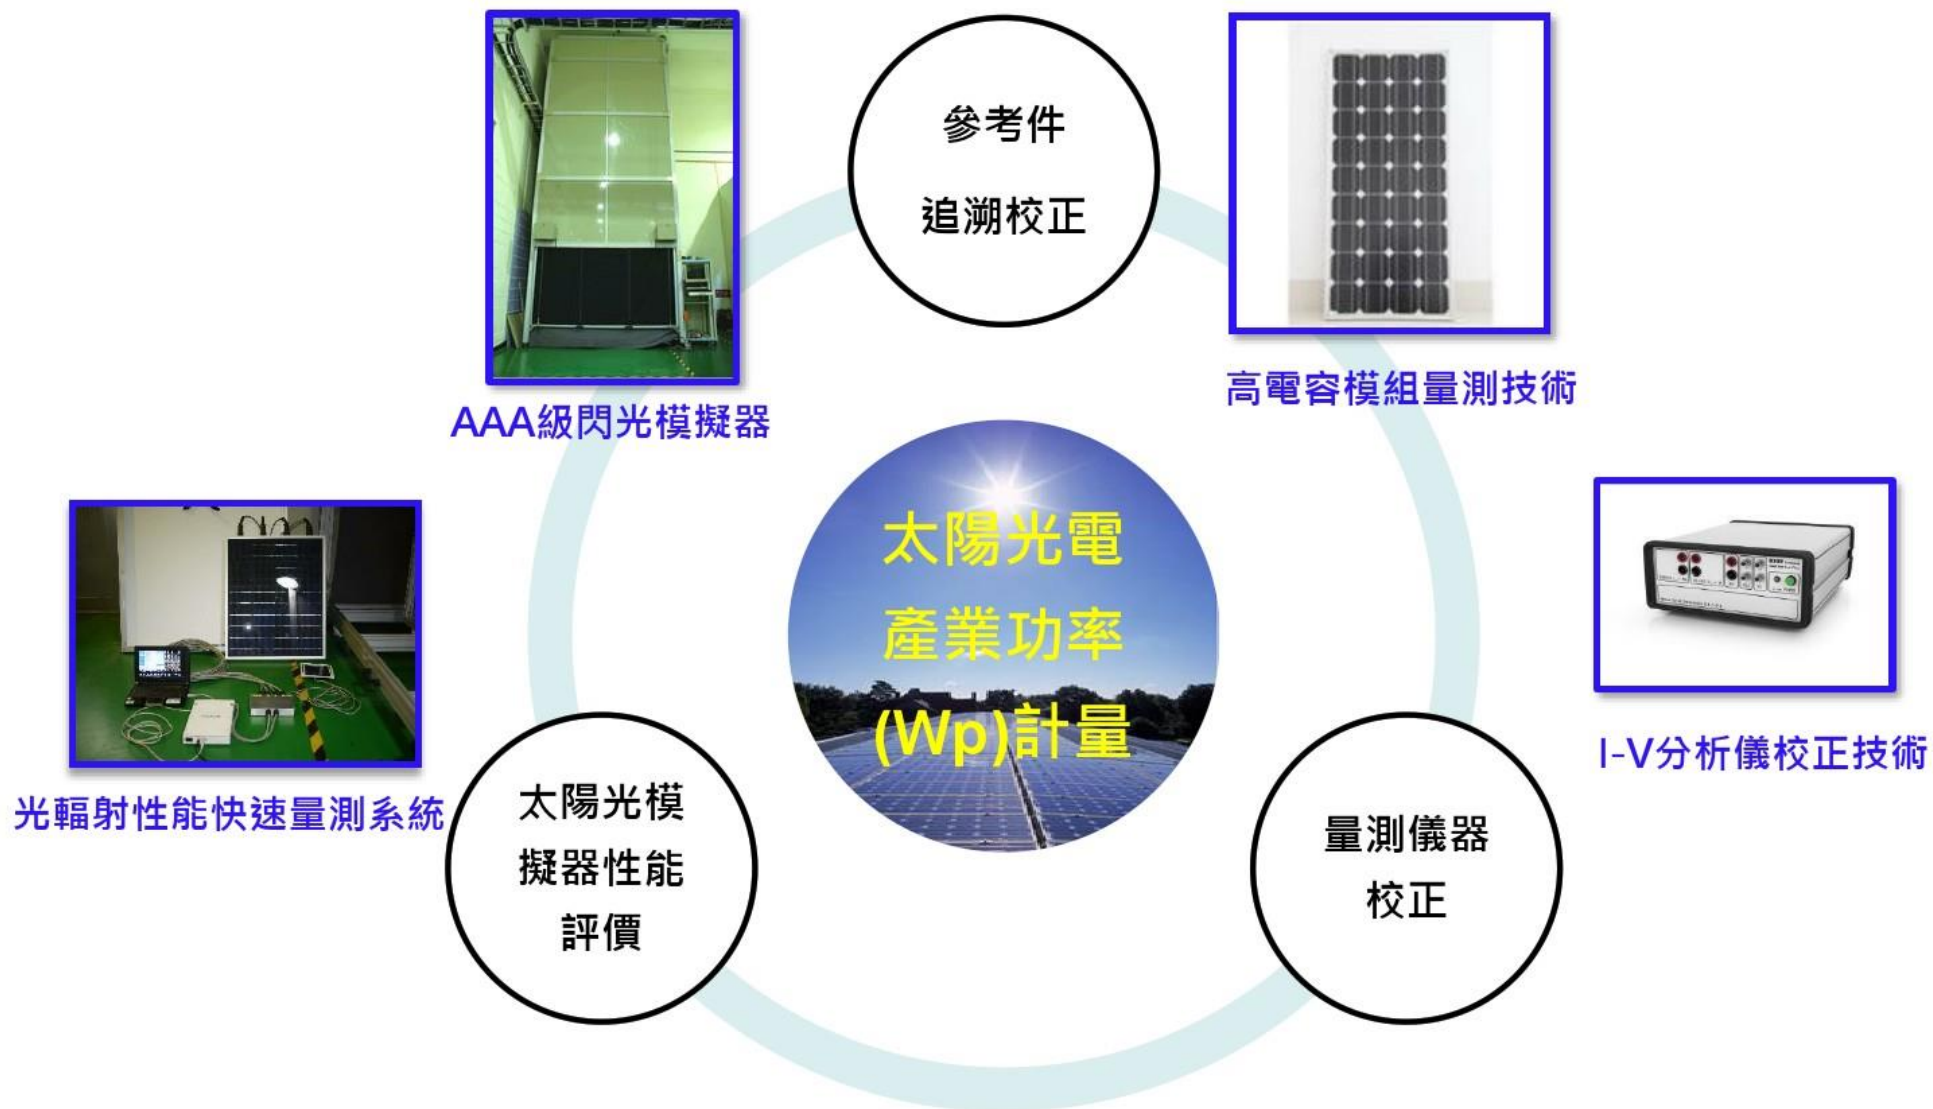 參考件
追溯校正
AAA級閃光模擬器
高電容模組量測技術
太陽光電
產業功率
(Wp)計量
光輻射性能快速量測系統
I-V分析儀校正技術
太陽光模
擬器性能
評價
量測儀器
校正